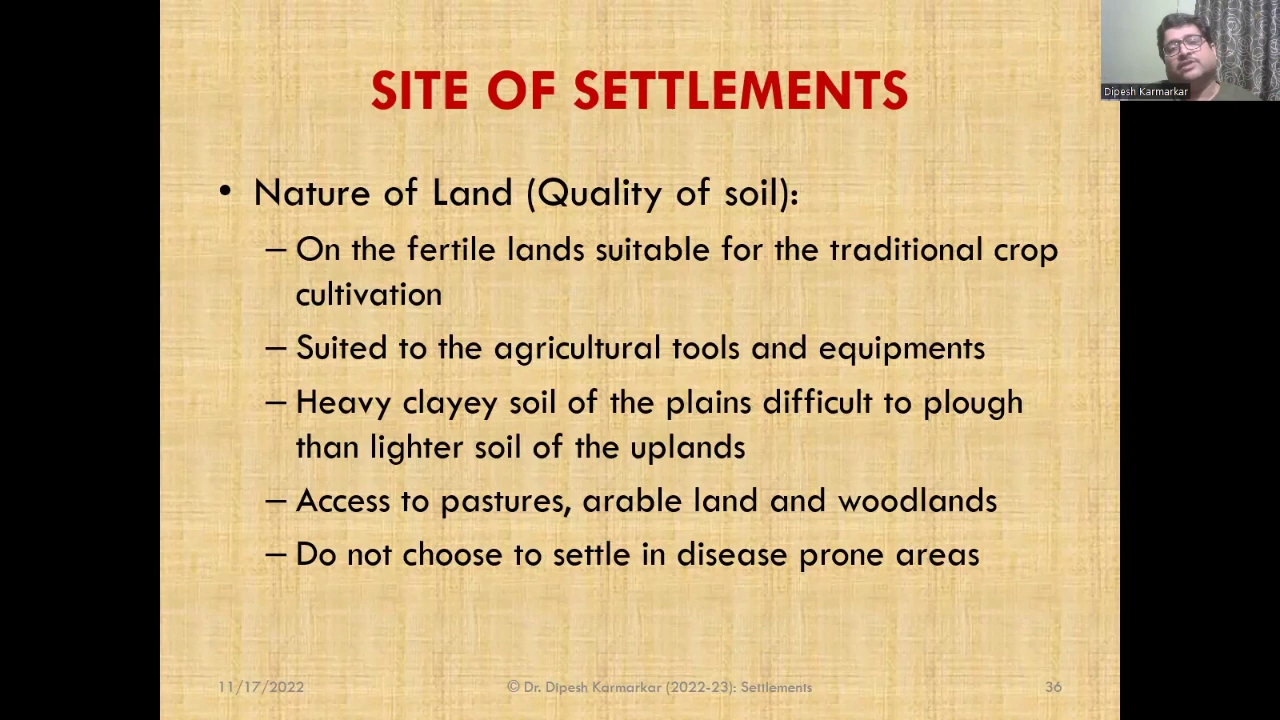 SITE OF SETTLEMENTS
Dipesh Karmarkar
• Nature of Land (Quality of soil):
– On the fertile lands suitable for the traditional crop
cultivation
– Suited to the agricultural tools and equipments
– Heavy clayey soil of the plains difficult to plough
than lighter soil of the uplands
– Access to pastures, arable land and woodlands
– Do not choose to settle in disease prone areas
11/17/2022
© Dr. Dipesh Karmarkar (2022-23): Settlements
36